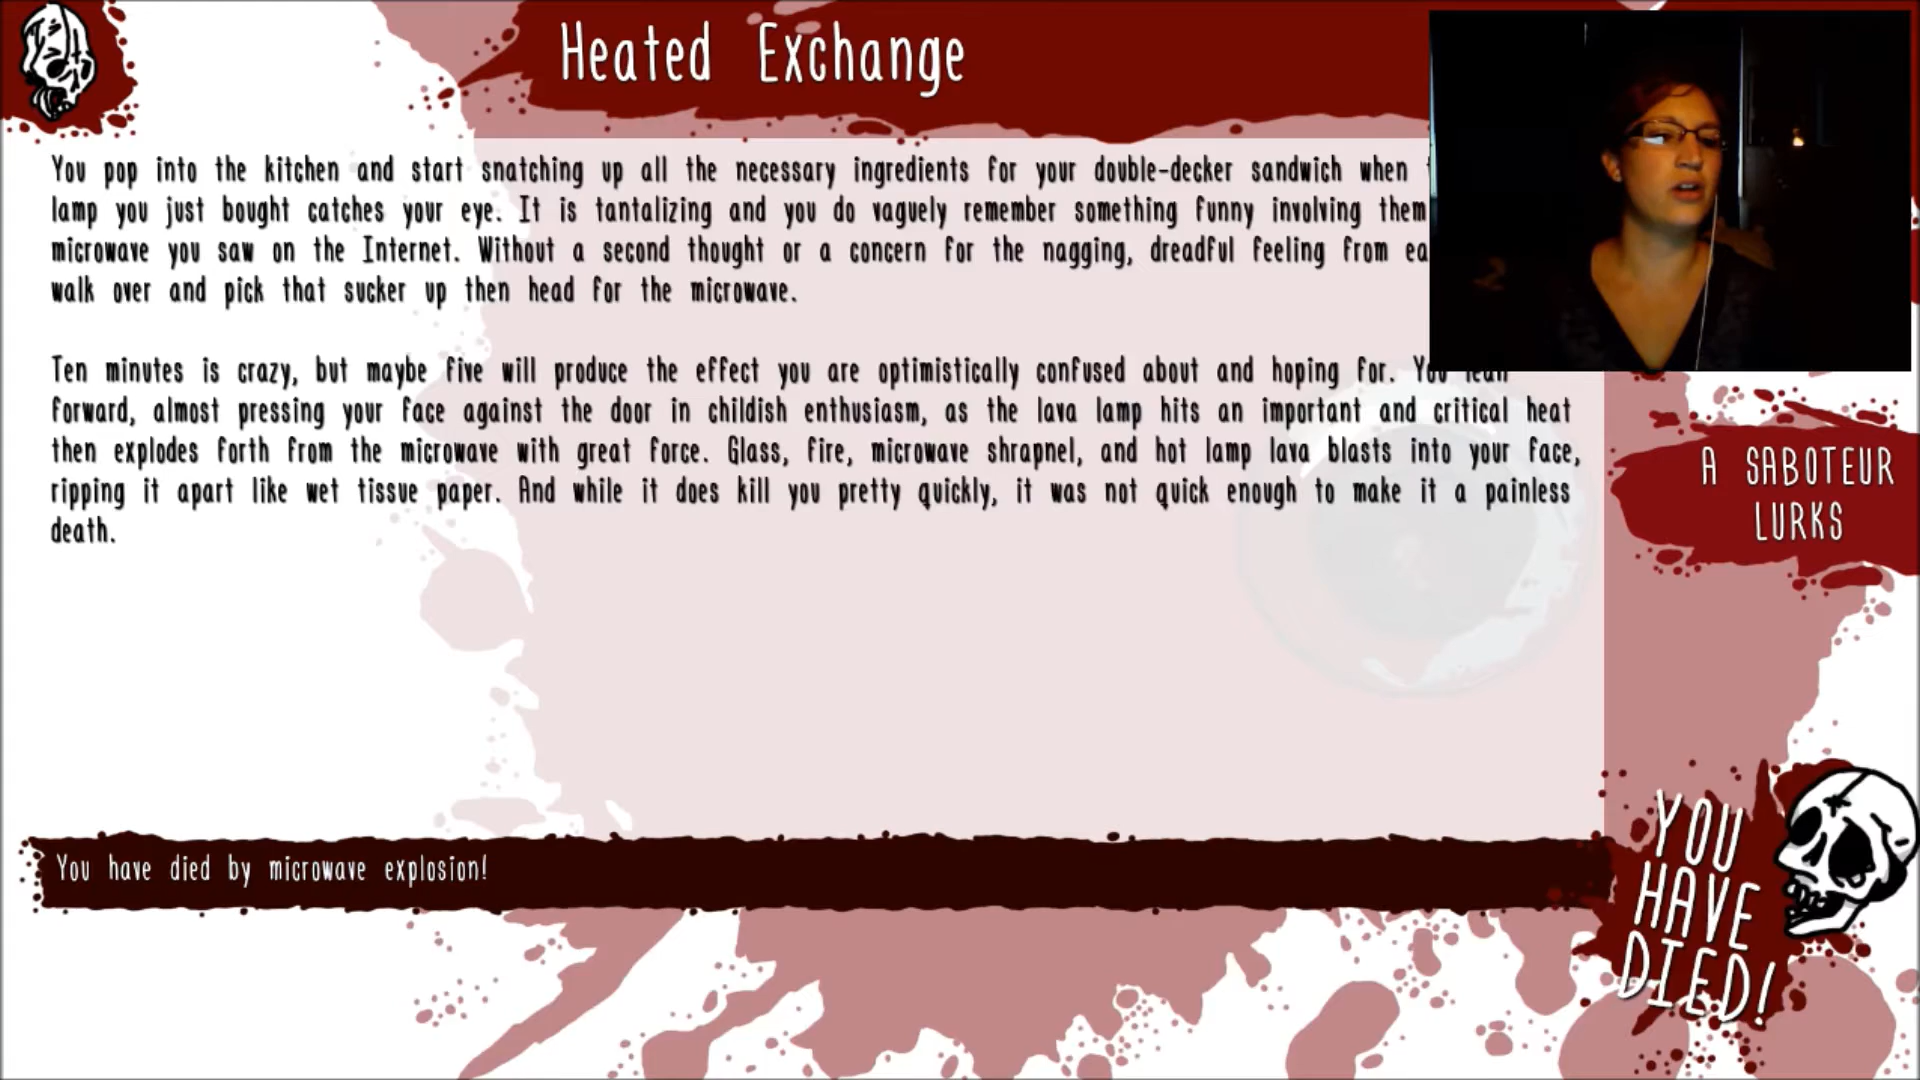 Heated Exchange
You pop into the kitchen and start snatching up all the necessary ingredients for your double-decker sandwich when
lamp you just bought catches your eye. It is tantalizing and you do vaguely remember something funny involving them
microwave you saw on the Internet. Without a second thought or a concern for the nagging, dreadful feeling from
walk over and pick that sucker up then head for the microwave.
Ten minutes is crazy, but maybe five will produce the effect you are optimistically confused about and hoping for. You lean
forward, almost pressing your face against the door in childish enthusiasm, as the lava lamp hits an important and critical heat
then explodes forth from the microwave with great force. Glass, fire, microwave shrapnel, and hot lamp lava blasts into your face,
ripping it apart like wet tissue paper. And while it does kill you pretty quickly, it was not quick enough to make it a painless
death.
A SABOTEUR
LURKS
You have died by microwave explosion!
YOU
HAVE
DIED!